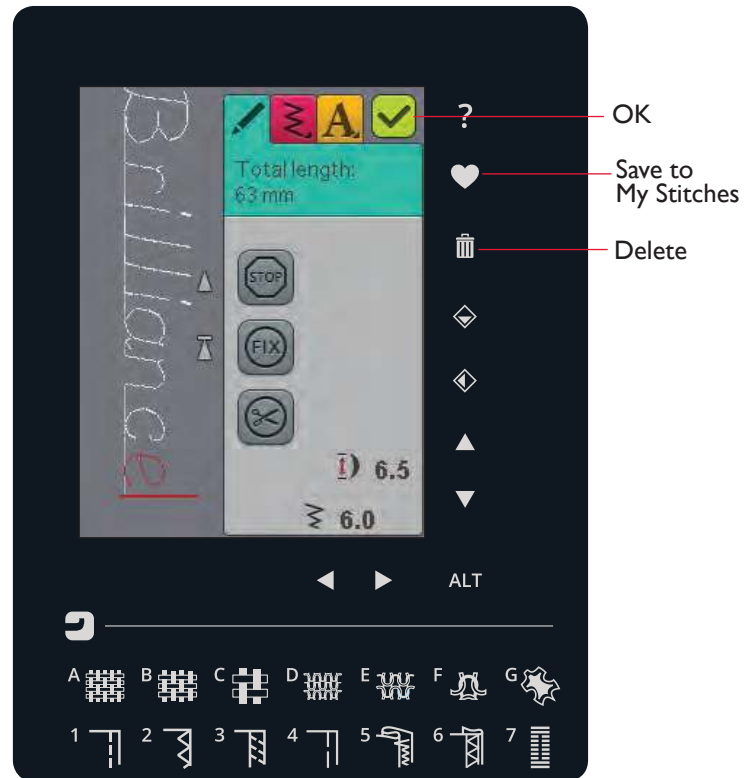 Brilliance
A
Total length:
63 mm
STOP
FIX
6.5
6.0
?
OK
Save to
My Stitches
Delete
ALT
A B C D E F G
1 2 3 4 5 6 7